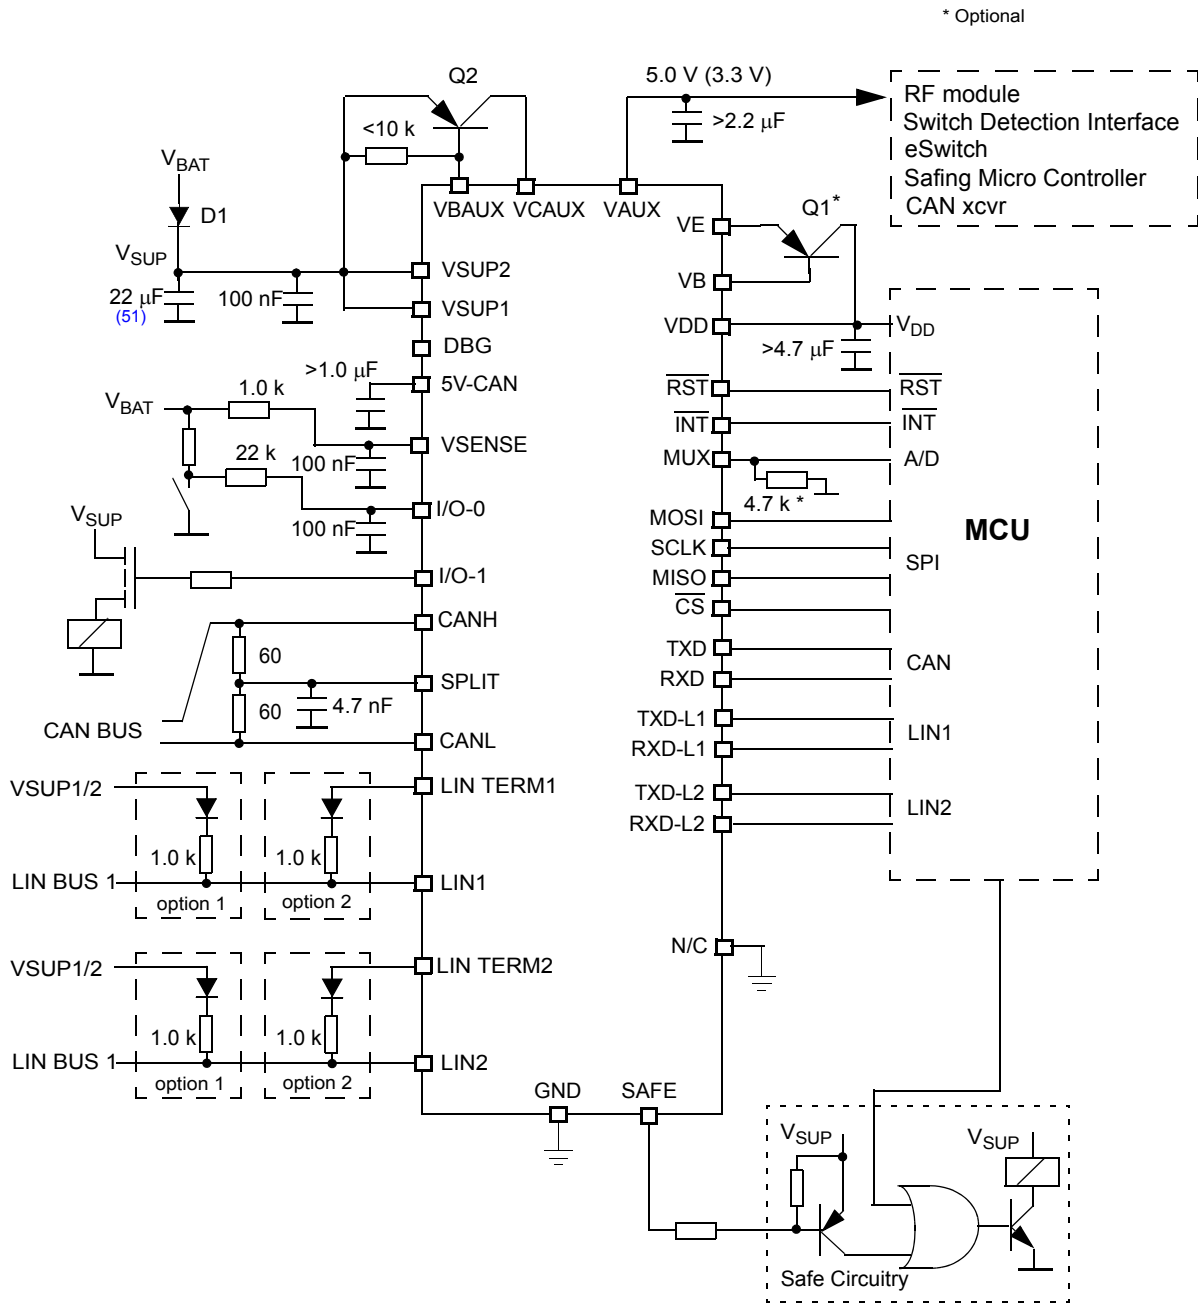 * Optional
Q2
5.0 V (3.3 V)
RF module
Switch Detection Interface
eSwitch
Safing Micro Controller
CAN xcvr
>2.2 μF
<10 k
VBAT
D1
VSUP
22 μF
(51)
100 nF
VBAUX
VCAUX
VAUX
VE
Q1*
VB
VDD
VDD
>4.7 μF
VSUP2
VSUP1
DBG
5V-CAN
>1.0 μF
RST
RST
INT
INT
MUX
A/D
4.7 k *
VBAT
1.0 k
VSENSE
100 nF
22 k
I/O-0
100 nF
VSUP
I/O-1
MOSI
SCLK
MISO
CS
SPI
MCU
CANH
60
SPLIT
60
4.7 nF
CAN BUS
CANL
TXD
RXD
CAN
TXD-L1
RXD-L1
LIN1
TXD-L2
RXD-L2
LIN2
VSUP1/2
LIN TERM1
1.0 k
1.0 k
LIN BUS 1
LIN1
option 1
option 2
N/C
VSUP1/2
LIN TERM2
1.0 k
1.0 k
LIN BUS 1
LIN2
option 1
option 2
GND
SAFE
VSUP
VSUP
Safe Circuitry